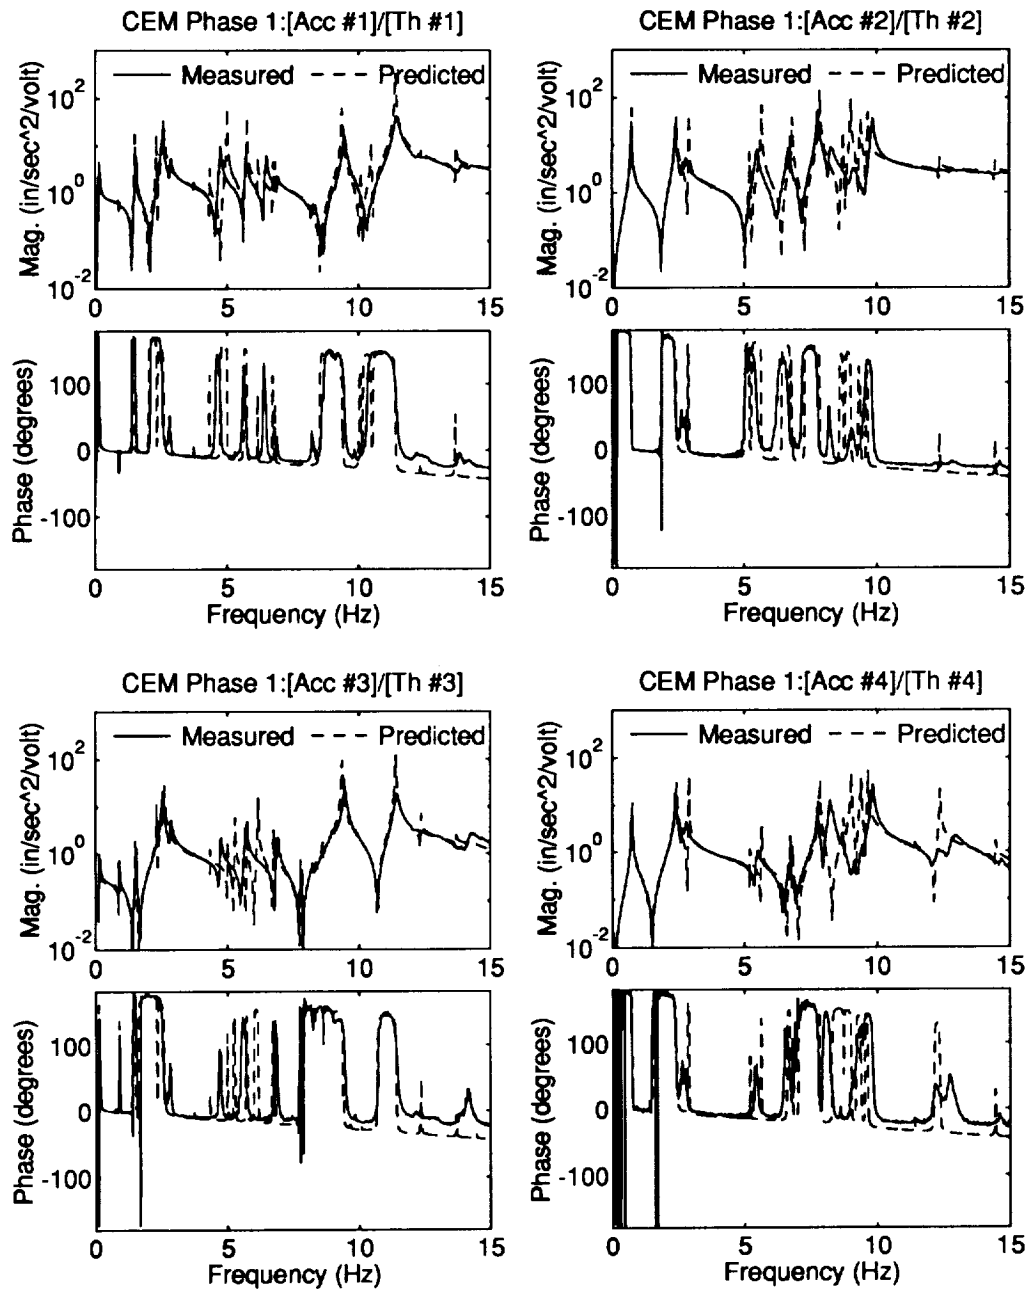 CEM Phase 1:[Acc #1]/[Th #1]
Measured Predicted
Mag. (in/sec^2/volt)
10^2
10^0
10^-2
0 5 10 15
Phase (degrees)
100
0
-100
0 5 10 15
Frequency (Hz)
CEM Phase 1:[Acc #2]/[Th #2]
Measured Predicted
Mag. (in/sec^2/volt)
10^2
10^0
10^-2
0 5 10 15
Phase (degrees)
100
0
-100
0 5 10 15
Frequency (Hz)
CEM Phase 1:[Acc #3]/[Th #3]
Measured Predicted
Mag. (in/sec^2/volt)
10^2
10^0
10^-2
0 5 10 15
Phase (degrees)
100
0
-100
0 5 10 15
Frequency (Hz)
CEM Phase 1:[Acc #4]/[Th #4]
Measured Predicted
Mag. (in/sec^2/volt)
10^2
10^0
10^-2
0 5 10 15
Phase (degrees)
100
0
-100
0 5 10 15
Frequency (Hz)